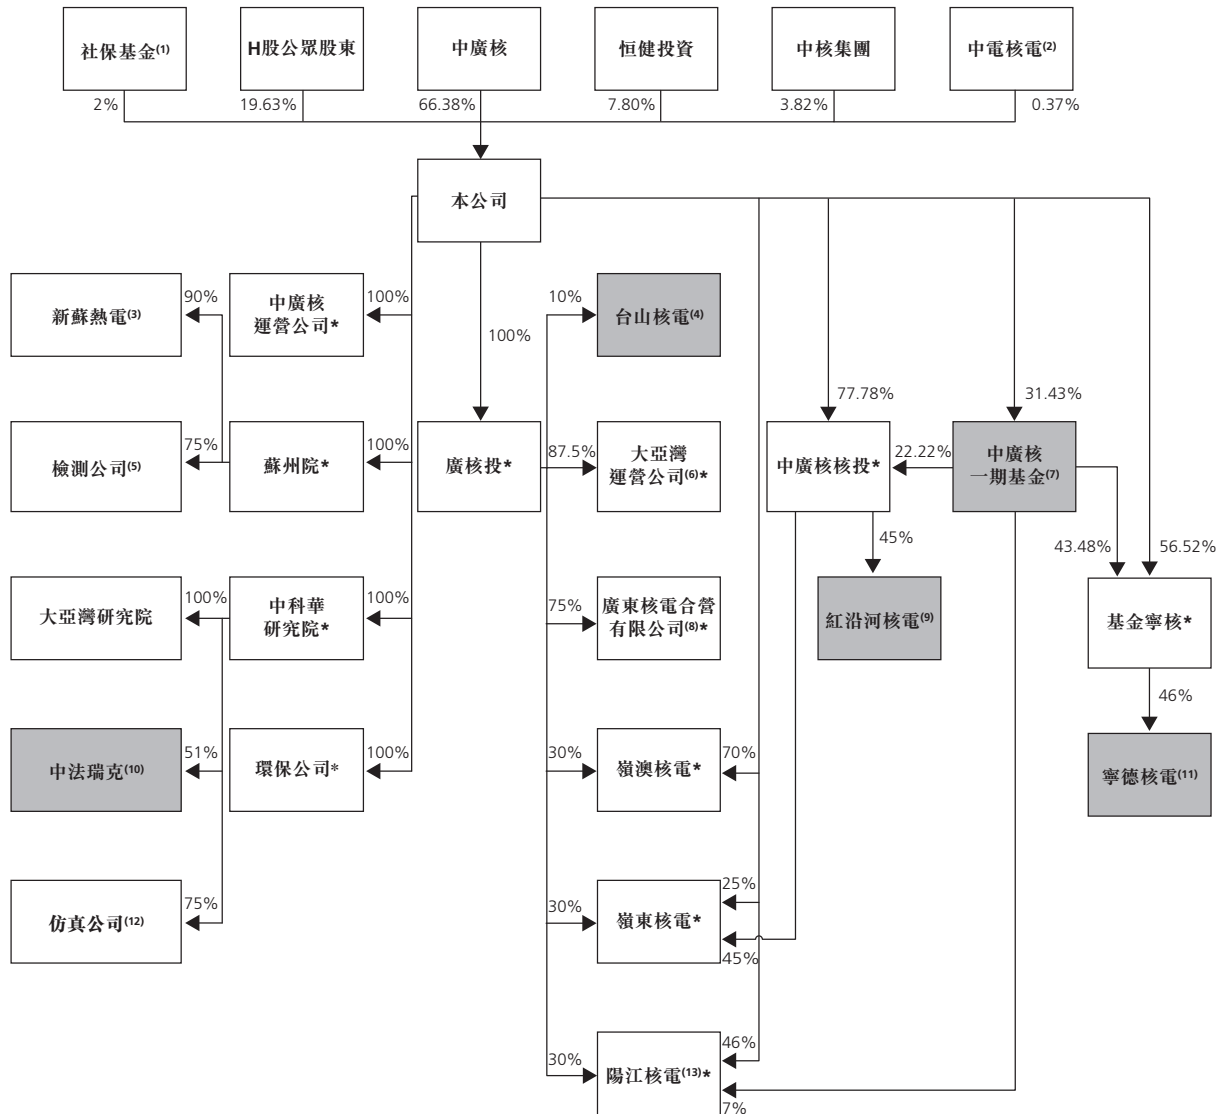 社保基金(1)
H股公眾股東
中廣核
恒健投資
中核集團
中電核電(2)
2%
19.63%
66.38%
7.80%
3.82%
0.37%
本公司
新蘇熱電(3)
90%
中廣核
運營公司*
100%
100%
10%
台山核電(4)
77.78%
31.43%
檢測公司(5)
75%
蘇州院*
100%
廣核投*
87.5%
大亞灣
運營公司(6)*
中廣核核投*
22.22%
中廣核
一期基金(7)
45%
43.48%
56.52%
大亞灣研究院
100%
中科華
研究院*
100%
75%
廣東核電合營
有限公司(8)*
紅沿河核電(9)
基金寧核*
46%
中法瑞克(10)
51%
環保公司*
100%
30%
嶺澳核電*
70%
寧德核電(11)
仿真公司(12)
75%
30%
嶺東核電*
25%
45%
30%
陽江核電(13)*
46%
7%